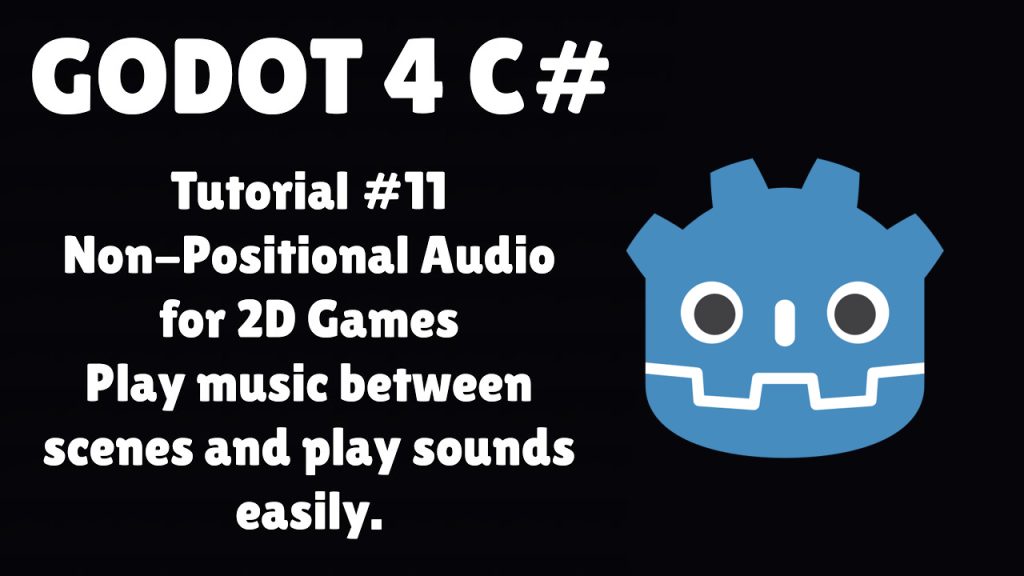 GODOT 4 C#
Tutorial #11
Non-Positional Audio
for 2D Games
Play music between
scenes and play sounds
easily.